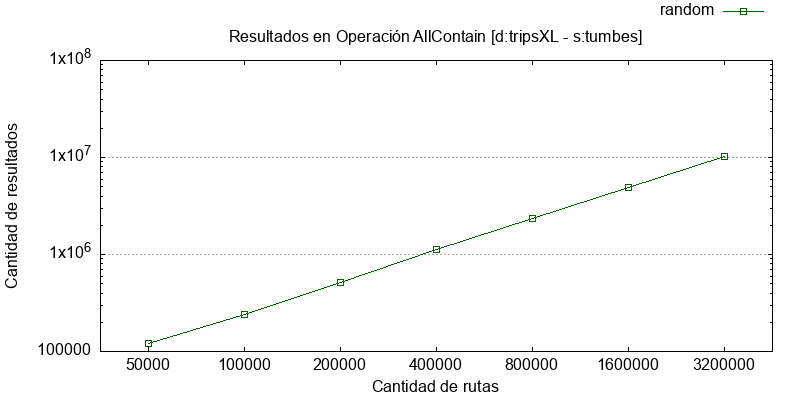 random
Resultados en Operación AllContain [d:tripsXL - s:tumbes]
1x10^8
1x10^7
1x10^6
100000
Cantidad de resultados
50000 100000 200000 400000 800000 1600000 3200000
Cantidad de rutas